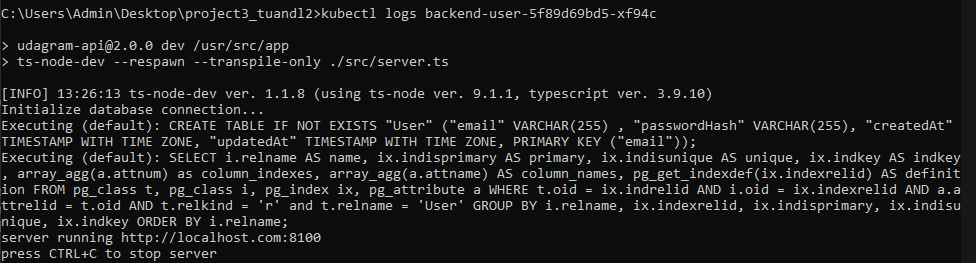 C:\Users\Admin\Desktop\project3_tuandl2>kubectl logs backend-user-5f89d69bd5-xf94c
> udagram-api@2.0.0 dev /usr/src/app
> ts-node-dev --respawn --transpile-only ./src/server.ts
[INFO] 13:26:13 ts-node-dev ver. 1.1.8 (using ts-node ver. 9.1.1, typescript ver. 3.9.10)
Initialize database connection...
Executing (default): CREATE TABLE IF NOT EXISTS "User" ("email" VARCHAR(255) , "passwordHash" VARCHAR(255), "createdAt"
TIMESTAMP WITH TIME ZONE, "updatedAt" TIMESTAMP WITH TIME ZONE, PRIMARY KEY ("email"));
Executing (default): SELECT i.relname AS name, ix.indisprimary AS primary, ix.indisunique AS unique, ix.indkey AS indkey
, array_agg(a.attnum) as column_indexes, array_agg(a.attname) AS column_names, pg_get_indexdef(ix.indexrelid) AS definit
ion FROM pg_class t, pg_class i, pg_index ix, pg_attribute a WHERE t.oid = ix.indrelid AND i.oid = ix.indexrelid AND a.a
ttrelid = t.oid AND t.relkind = 'r' and t.relname = 'User' GROUP BY i.relname, ix.indexrelid, ix.indisprimary, ix.indisu
nique, ix.indkey ORDER BY i.relname;
server running http://localhost.com:8100
press CTRL+C to stop server